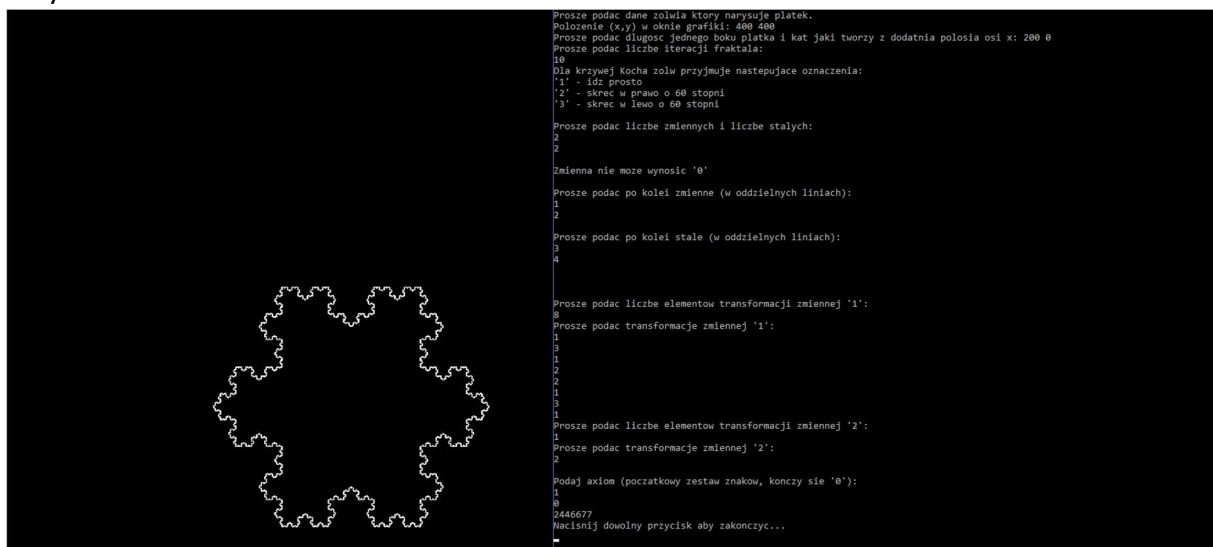 Prosze podac dane zolwia ktory narysuje platek.
Polozenie (x,y) w oknie grafiki: 400 400
Prosze podac dlugosc jednego boku platka i kat jaki tworzy z dodatnia polosia osi x: 200 0
Prosze podac liczbe iteracji fraktala:
10
Dla krzywej Kocha zolw przyjmuje nastepujace oznaczenia:
'1' - idz prosto
'2' - skrec w prawo o 60 stopni
'3' - skrec w lewo o 60 stopni
Prosze podac liczbe zmiennych i liczbe stalych:
2
2
Zmienna nie moze wynosic '0'
Prosze podac po kolei zmienne (w oddzielnych liniach):
1
2
Prosze podac po kolei stale (w oddzielnych liniach):
3
4
Prosze podac liczbe elementow transformacji zmiennej '1':
8
Prosze podac transformacje zmiennej '1':
1
3
1
2
2
1
3
1
Prosze podac liczbe elementow transformacji zmiennej '2':
1
Prosze podac transformacje zmiennej '2':
2
Podaj axiom (poczatkowy zestaw znakow, konczy sie '0'):
1
0
2446677
Nacisnij dowolny przycisk aby zakonczyc...